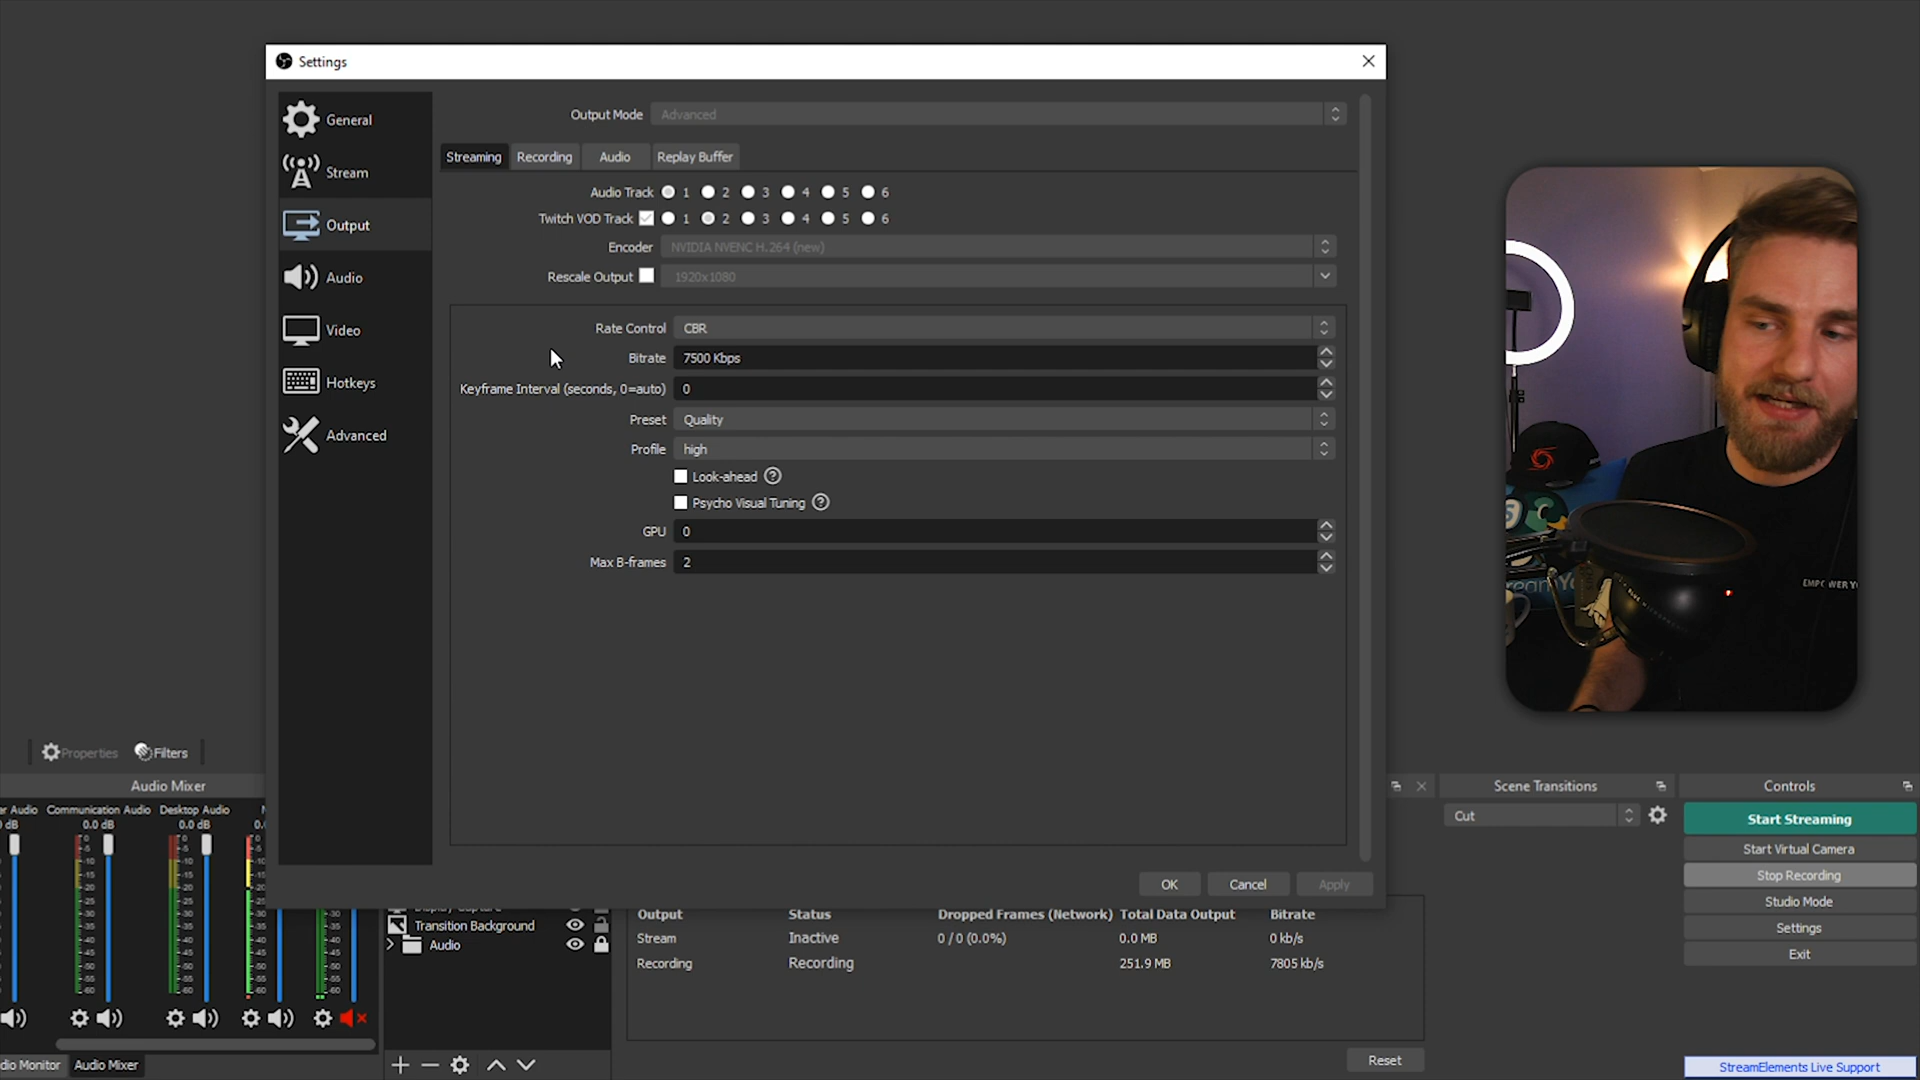 Settings
General
Stream
Output
Audio
Video
Hotkeys
Advanced
Output Mode Advanced
Streaming Recording Audio Replay Buffer
Audio Track 1 2 3 4 5 6
Twitch VOD Track 1 2 3 4 5 6
Encoder NVIDIA NVENC H.264 (new)
Rescale Output 1920x1080
Rate Control CBR
Bitrate 7500 Kbps
Keyframe Interval (seconds, 0=auto) 0
Preset Quality
Profile high
Look-ahead ?
Psycho Visual Tuning ?
GPU 0
Max B-frames 2
OK Cancel Apply
Properties Filters
Audio Mixer
Audio Communication Audio Desktop Audio
dB 0.0 dB 0.0 dB
Transition Background
Audio
Audio Mixer
Output Status Dropped Frames (Network) Total Data Output Bitrate
Stream Inactive 0 / 0 (0.0%) 0.0 MB 0 kb/s
Recording Recording 251.9 MB 7805 kb/s
Reset
Scene Transitions
Cut
Controls
Start Streaming
Start Virtual Camera
Stop Recording
Studio Mode
Settings
Exit
StreamElements Live Support